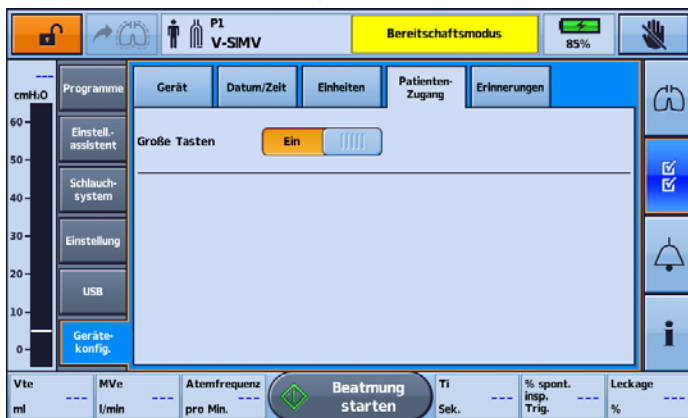 P1
V-SIMV
Bereitschaftsmodus
85%
---
cmH₂O
60
50
40
30
20
10
0
Programme
Einstell.-
assistent
Schlauch-
system
Einstellung
USB
Geräte-
konfig.
Gerät
Datum/Zeit
Einheiten
Patienten-
Zugang
Erinnerungen
Große Tasten
Ein
Vte
---
ml
MVe
---
l/min
Atemfrequenz
---
pro Min.
Beatmung
starten
Ti
---
Sek.
% spont.
insp.
Trig.
---
Leckage
---
%